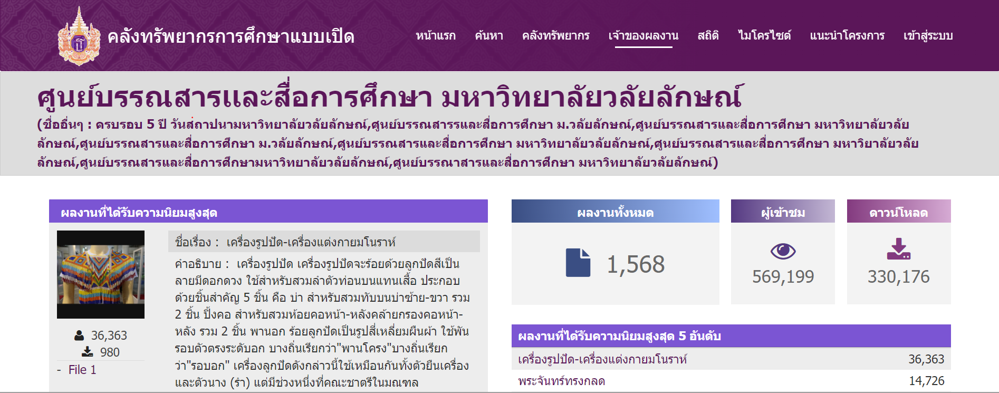 คลังทรัพยากรการศึกษาแบบเปิด
หน้าแรก ค้นหา คลังทรัพยากร เจ้าของผลงาน สถิติ ไมโครไซต์ แนะนำโครงการ เข้าสู่ระบบ
ศูนย์บรรณสารและสื่อการศึกษา มหาวิทยาลัยวลัยลักษณ์
(ชื่ออื่นๆ : ครบรอบ 5 ปี วันสถาปนามหาวิทยาลัยวลัยลักษณ์,ศูนย์บรรณสารรและสื่อการศึกษา ม.วลัยลักษณ์,ศูนย์บรรณสารและสื่อการศึกษา มหาวิทยาลัยวลัย
ลักษณ์,ศูนย์บรรณสารและสื่อการศึกษา ม.วลัยลักษณ์,ศูนย์บรรณสารและสื่อการศึกษา มหาวิทยาลัยวลัยลักษณ์,ศูนย์บรรณสารและสื่อการศึกษา มหาวิยาลัยวลัย
ลักษณ์,ศูนย์บรรณสารและสื่อการศึกษามหาวิทยาลัยวลัยลักษณ์,ศูนย์บรรณาสารและสื่อการศึกษา มหาวิทยาลัยวลัยลักษณ์)
ผลงานที่ได้รับความนิยมสูงสุด
ชื่อเรื่อง : เครื่องรูปปัด-เครื่องแต่งกายมโนราห์
คำอธิบาย : เครื่องรูปปัด เครื่องรูปปัดจะร้อยด้วยลูกปัดสีเป็น
ลายมีดอกดวง ใช้สำหรับสวมลำตัวท่อนบนแทนเสื้อ ประกอบ
ด้วยชิ้นสำคัญ 5 ชิ้น คือ บ่า สำหรับสวมทับบนบ่าซ้าย-ขวา รวม
2 ชิ้น ปิ้งคอ สำหรับสวมห้อยคอหน้า-หลังคล้ายกรองคอหน้า-
หลัง รวม 2 ชิ้น พานอก ร้อยลูกปัดเป็นรูปสี่เหลี่ยมผืนผ้า ใช้พัน
รอบตัวตรงระดับอก บางถิ่นเรียกว่า"พานโครง"บางถิ่นเรียก
ว่า"รอบอก" เครื่องลูกปัดดังกล่าวนี้ใช้เหมือนกันทั้งตัวยืนเครื่อง
และตัวนาง (รำ) แต่มีช่วงหนึ่งที่คณะชาตรีในมณฑล
36,363
980
- File 1
ผลงานทั้งหมด
1,568
ผู้เข้าชม
569,199
ดาวน์โหลด
330,176
ผลงานที่ได้รับความนิยมสูงสุด 5 อันดับ
เครื่องรูปปัด-เครื่องแต่งกายมโนราห์ 36,363
พระจันทร์ทรงกลด 14,726